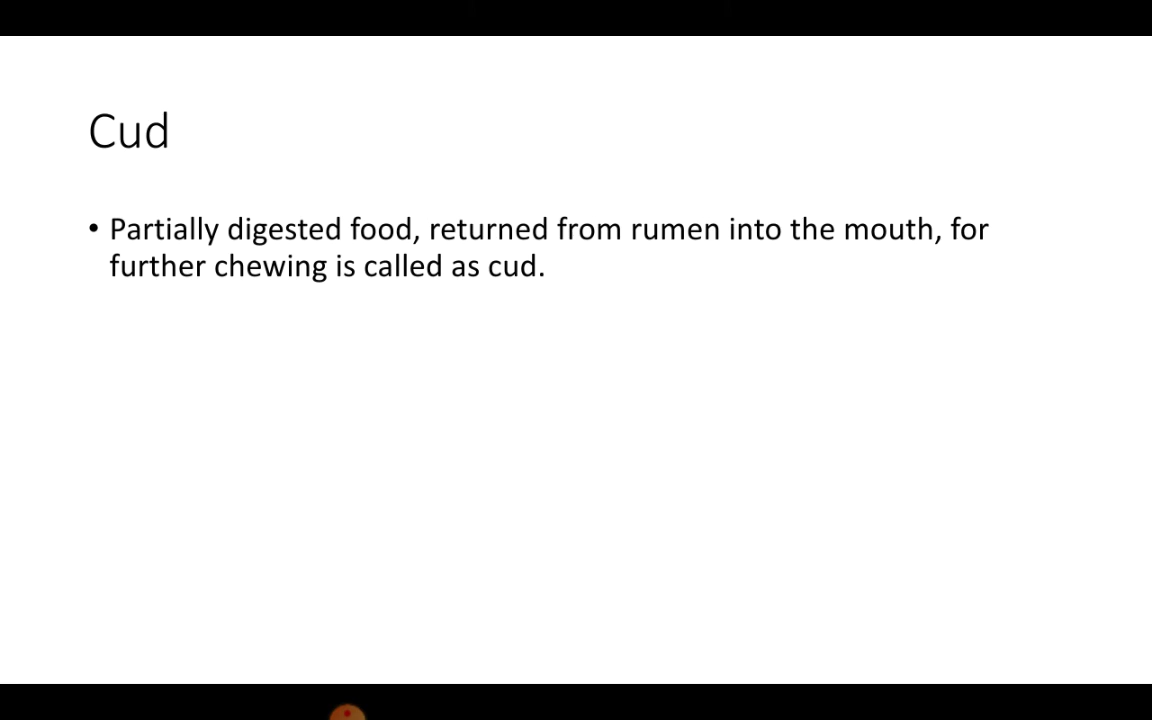 Cud
• Partially digested food, returned from rumen into the mouth, for
further chewing is called as cud.